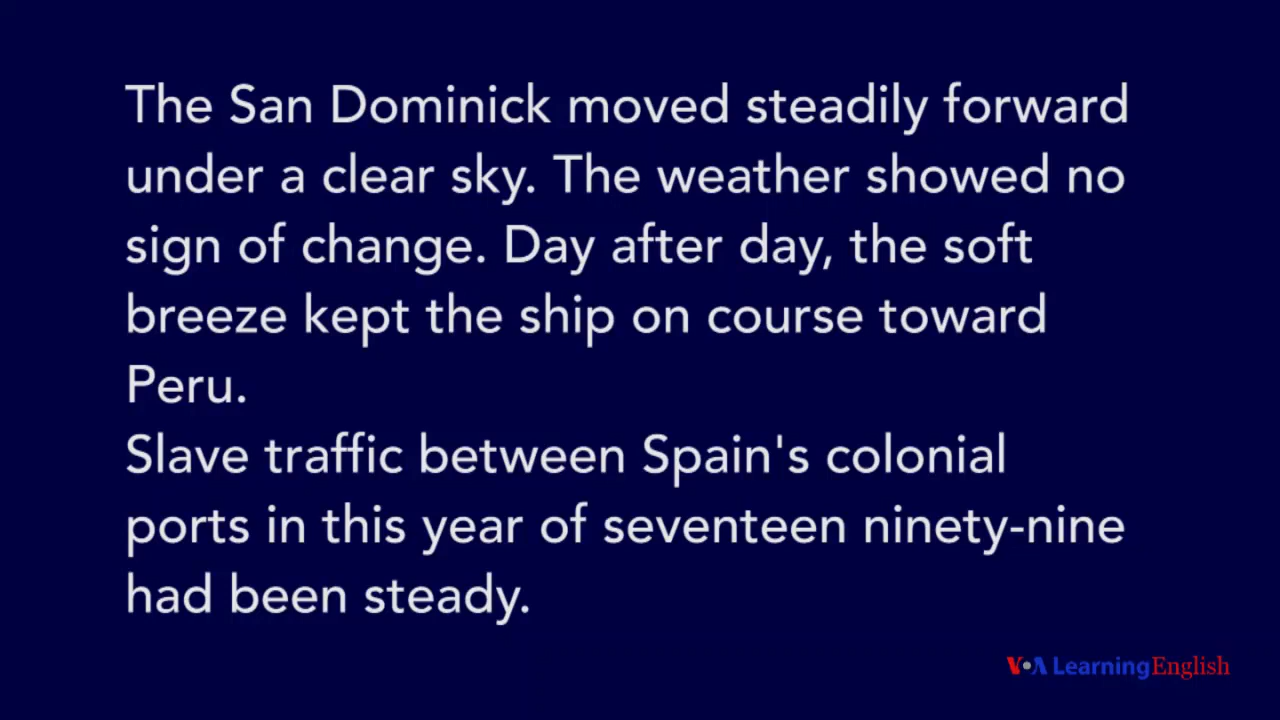 The San Dominick moved steadily forward
under a clear sky. The weather showed no
sign of change. Day after day, the soft
breeze kept the ship on course toward
Peru.
Slave traffic between Spain's colonial
ports in this year of seventeen ninety-nine
had been steady.
VOA Learning English